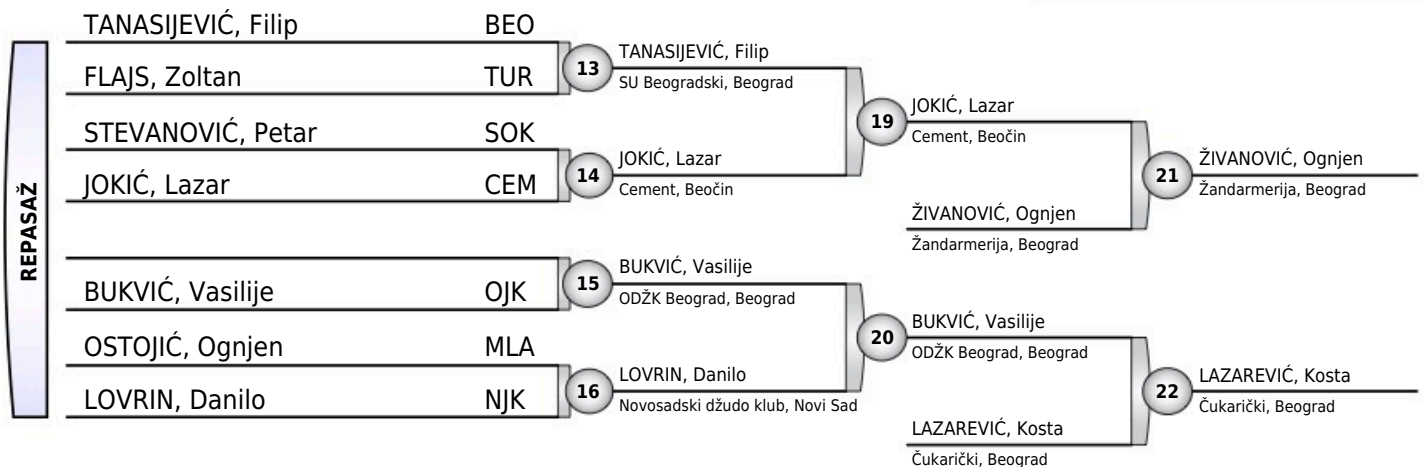 REPASAŽ
TANASIJEVIĆ, Filip BEO
FLAJS, Zoltan TUR
STEVANOVIĆ, Petar SOK
JOKIĆ, Lazar CEM
BUKVIĆ, Vasilije OJK
OSTOJIĆ, Ognjen MLA
LOVRIN, Danilo NJK
13
TANASIJEVIĆ, Filip
SU Beogradski, Beograd
14
JOKIĆ, Lazar
Cement, Beočin
15
BUKVIĆ, Vasilije
ODŽK Beograd, Beograd
16
LOVRIN, Danilo
Novosadski džudo klub, Novi Sad
19
JOKIĆ, Lazar
Cement, Beočin
ŽIVANOVIĆ, Ognjen
Žandarmerija, Beograd
20
BUKVIĆ, Vasilije
ODŽK Beograd, Beograd
LAZAREVIĆ, Kosta
Čukarički, Beograd
21
ŽIVANOVIĆ, Ognjen
Žandarmerija, Beograd
22
LAZAREVIĆ, Kosta
Čukarički, Beograd